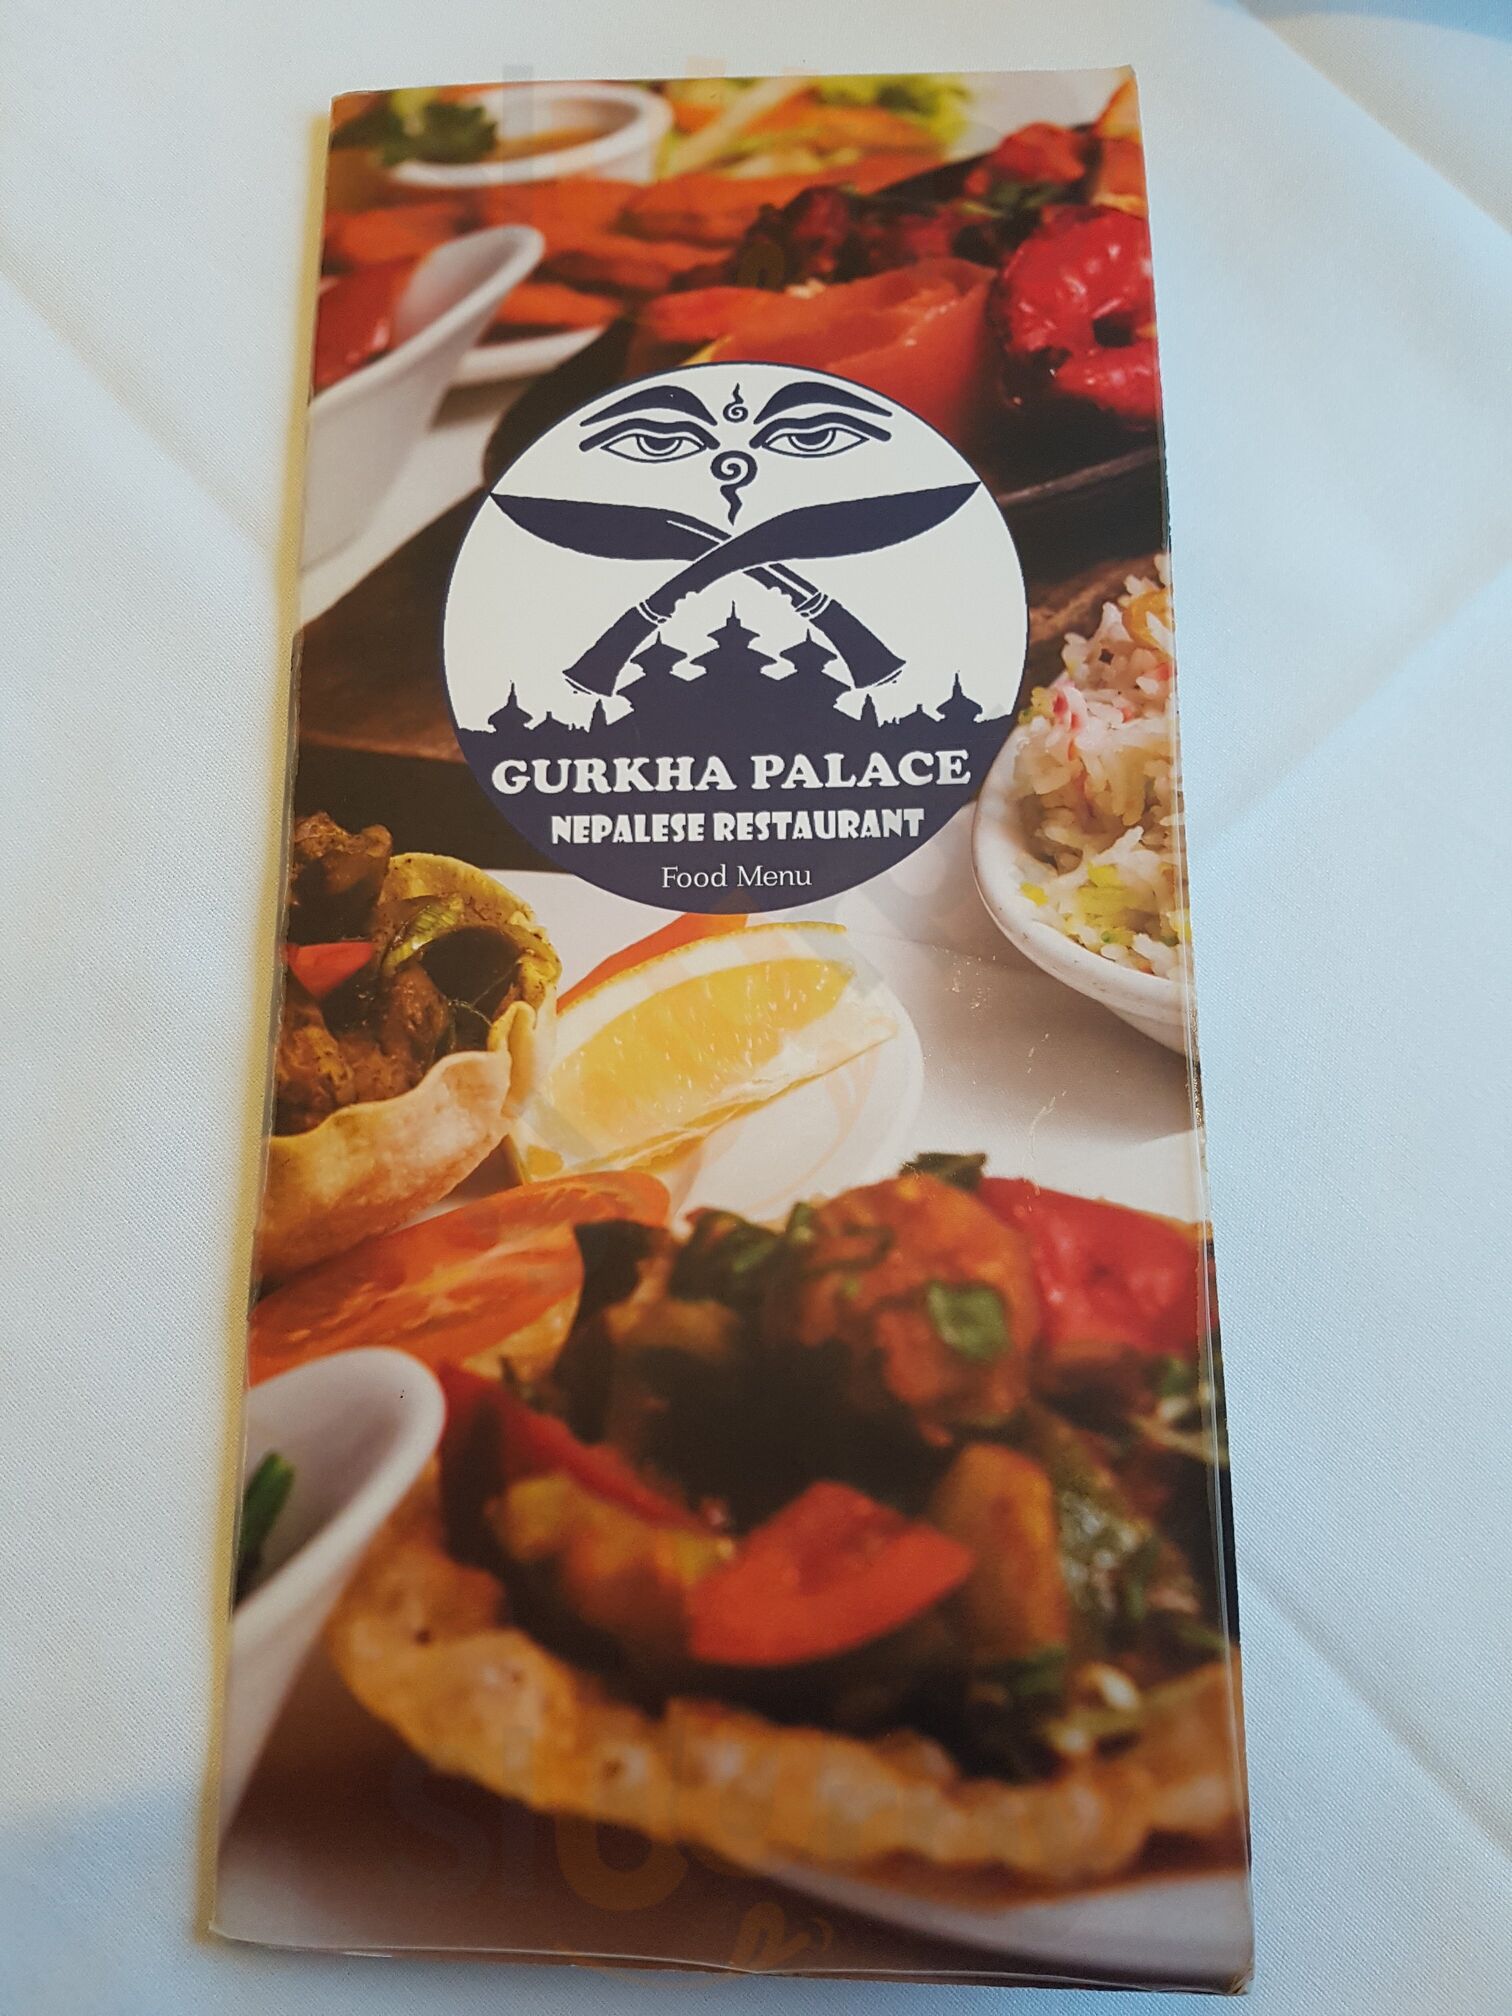 GURKHA PALACE
NEPALESE RESTAURANT
Food Menu